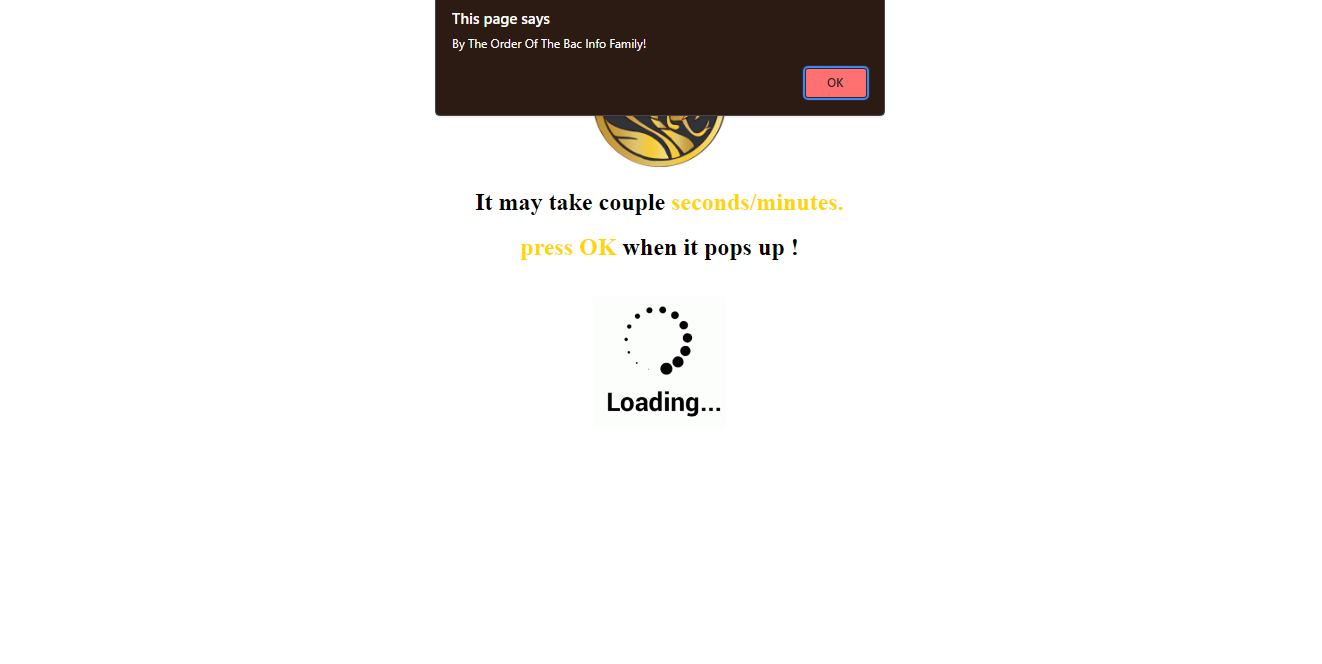 This page says
By The Order Of The Bac Info Family!
OK
It may take couple seconds/minutes.
press OK when it pops up !
Loading...